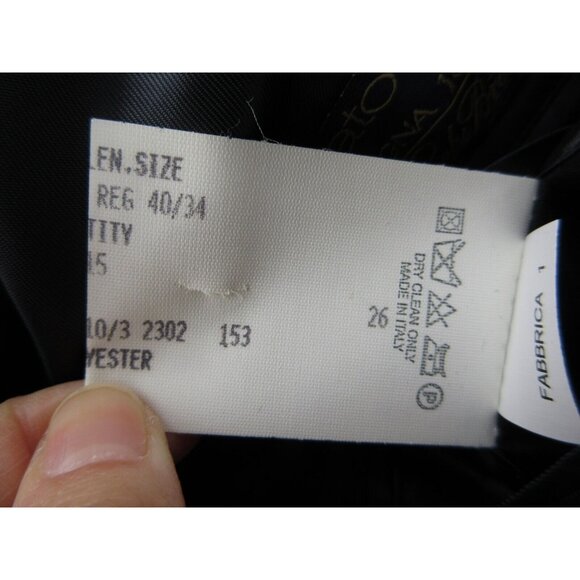 LEN.SIZE
REG 40/34
TITY
15
10/3 2302 153 26
YESTER
DRY CLEAN ONLY
MADE IN ITALY
P
FABBRICA 1